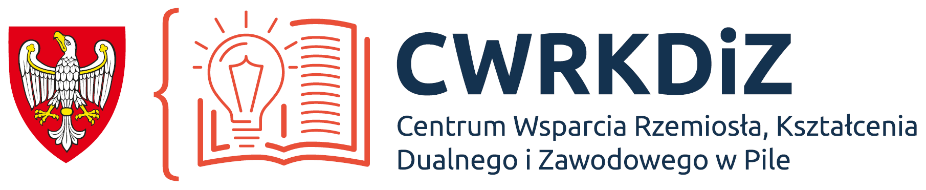 CWRKDiZ
Centrum Wsparcia Rzemiosła, Kształcenia
Dualnego i Zawodowego w Pile